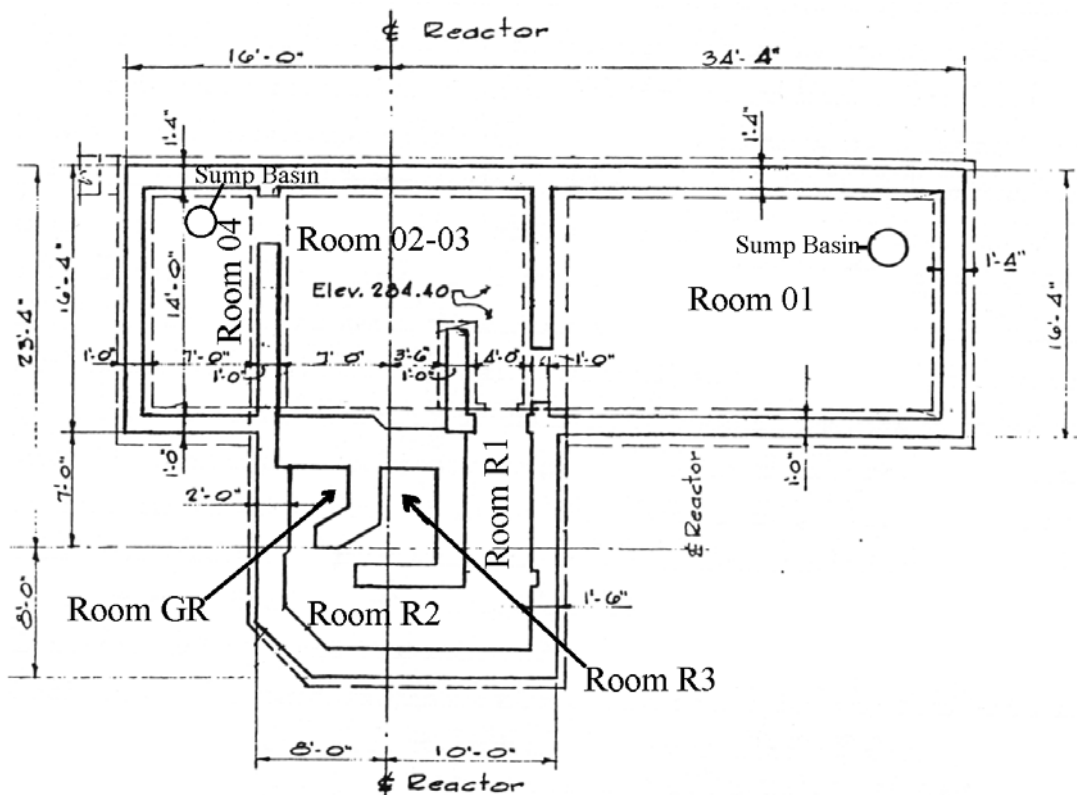 ℄ Reactor
16'-0"
34'-4"
1'-4"
1'-4"
Sump Basin
Room 04
Room 02-03
Sump Basin
Room 01
1'-4"
Elev. 284.40
23'-4"
16'-4"
14'-0"
16'-4"
1'-0"
7'-0"
1'-0"
7'-0"
3'-6"
1'-0"
4'-0"
1'-0"
1'-0"
1'-0"
7'-0"
2'-0"
Room R1
℄ Reactor
8'-0"
Room GR
Room R2
1'-6"
Room R3
8'-0"
10'-0"
℄ Reactor